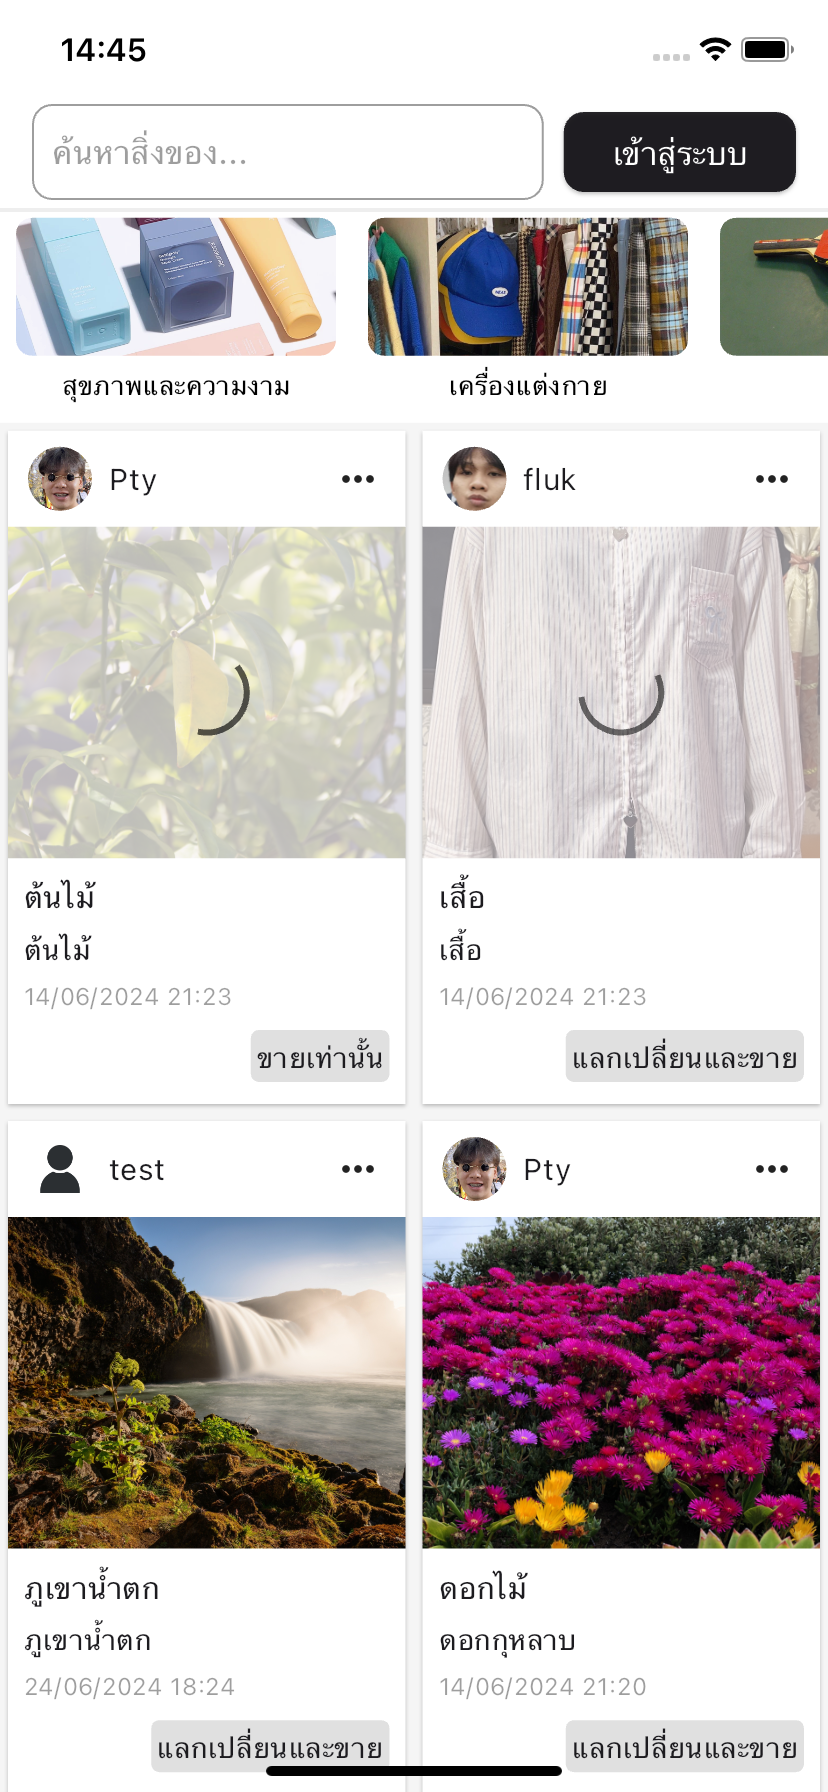 14:45
ค้นหาสิ่งของ...
เข้าสู่ระบบ
สุขภาพและความงาม
เครื่องแต่งกาย
Pty
fluk
ต้นไม้
ต้นไม้
14/06/2024 21:23
ขายเท่านั้น
เสื้อ
เสื้อ
14/06/2024 21:23
แลกเปลี่ยนและขาย
test
Pty
ภูเขาน้ำตก
ภูเขาน้ำตก
24/06/2024 18:24
แลกเปลี่ยนและขาย
ดอกไม้
ดอกกุหลาบ
14/06/2024 21:20
แลกเปลี่ยนและขาย